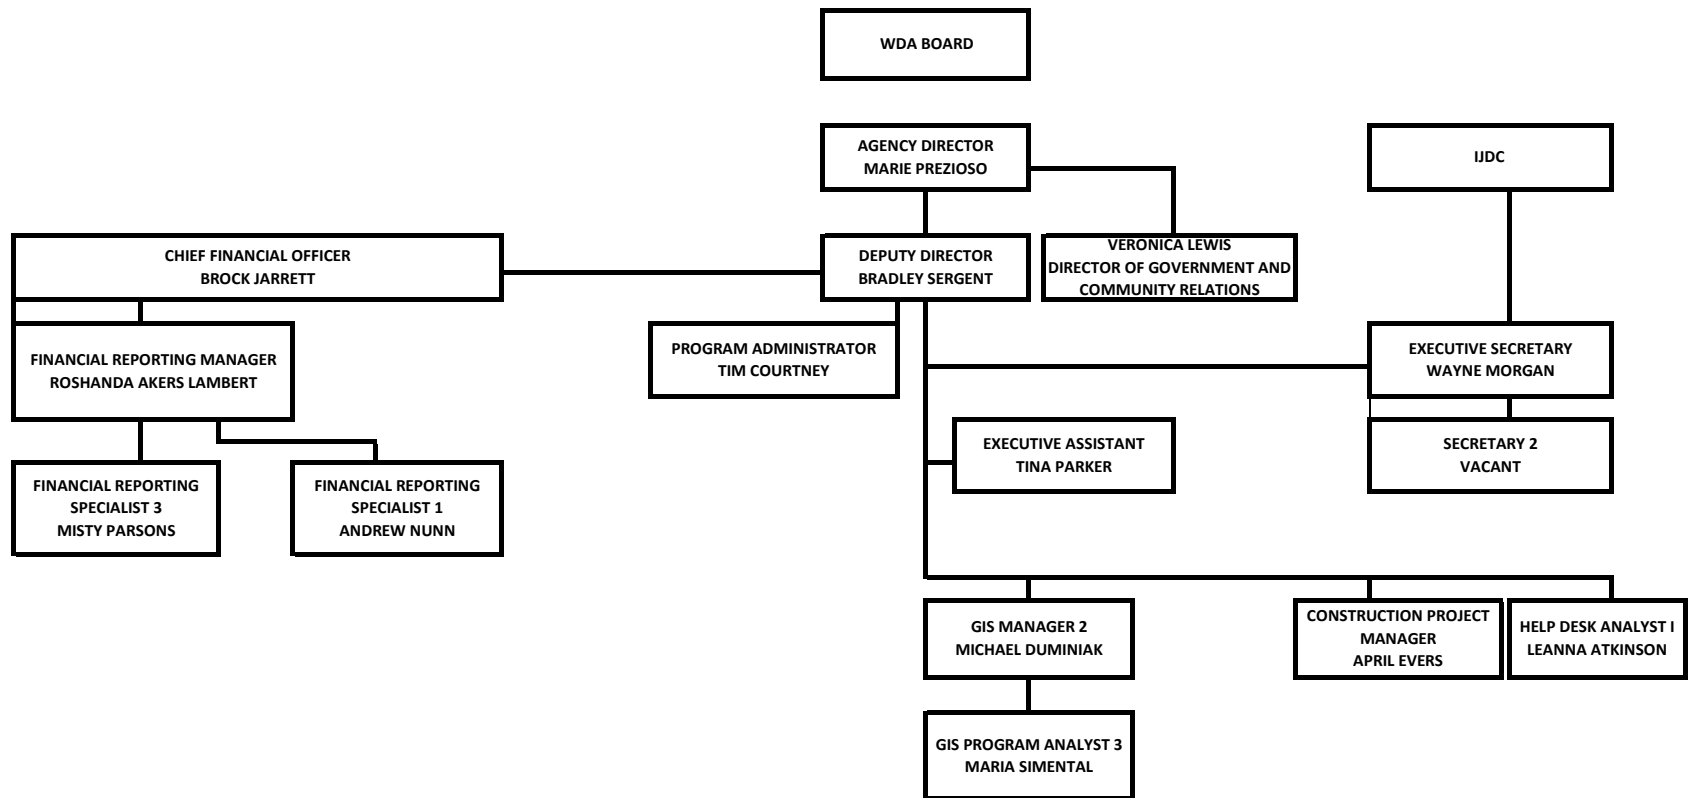 WDA BOARD
AGENCY DIRECTOR
MARIE PREZIOSO
IJDC
CHIEF FINANCIAL OFFICER
BROCK JARRETT
DEPUTY DIRECTOR
BRADLEY SERGENT
VERONICA LEWIS
DIRECTOR OF GOVERNMENT AND
COMMUNITY RELATIONS
FINANCIAL REPORTING MANAGER
ROSHANDA AKERS LAMBERT
PROGRAM ADMINISTRATOR
TIM COURTNEY
EXECUTIVE SECRETARY
WAYNE MORGAN
EXECUTIVE ASSISTANT
TINA PARKER
SECRETARY 2
VACANT
FINANCIAL REPORTING
SPECIALIST 3
MISTY PARSONS
FINANCIAL REPORTING
SPECIALIST 1
ANDREW NUNN
GIS MANAGER 2
MICHAEL DUMINIAK
CONSTRUCTION PROJECT
MANAGER
APRIL EVERS
HELP DESK ANALYST I
LEANNA ATKINSON
GIS PROGRAM ANALYST 3
MARIA SIMENTAL